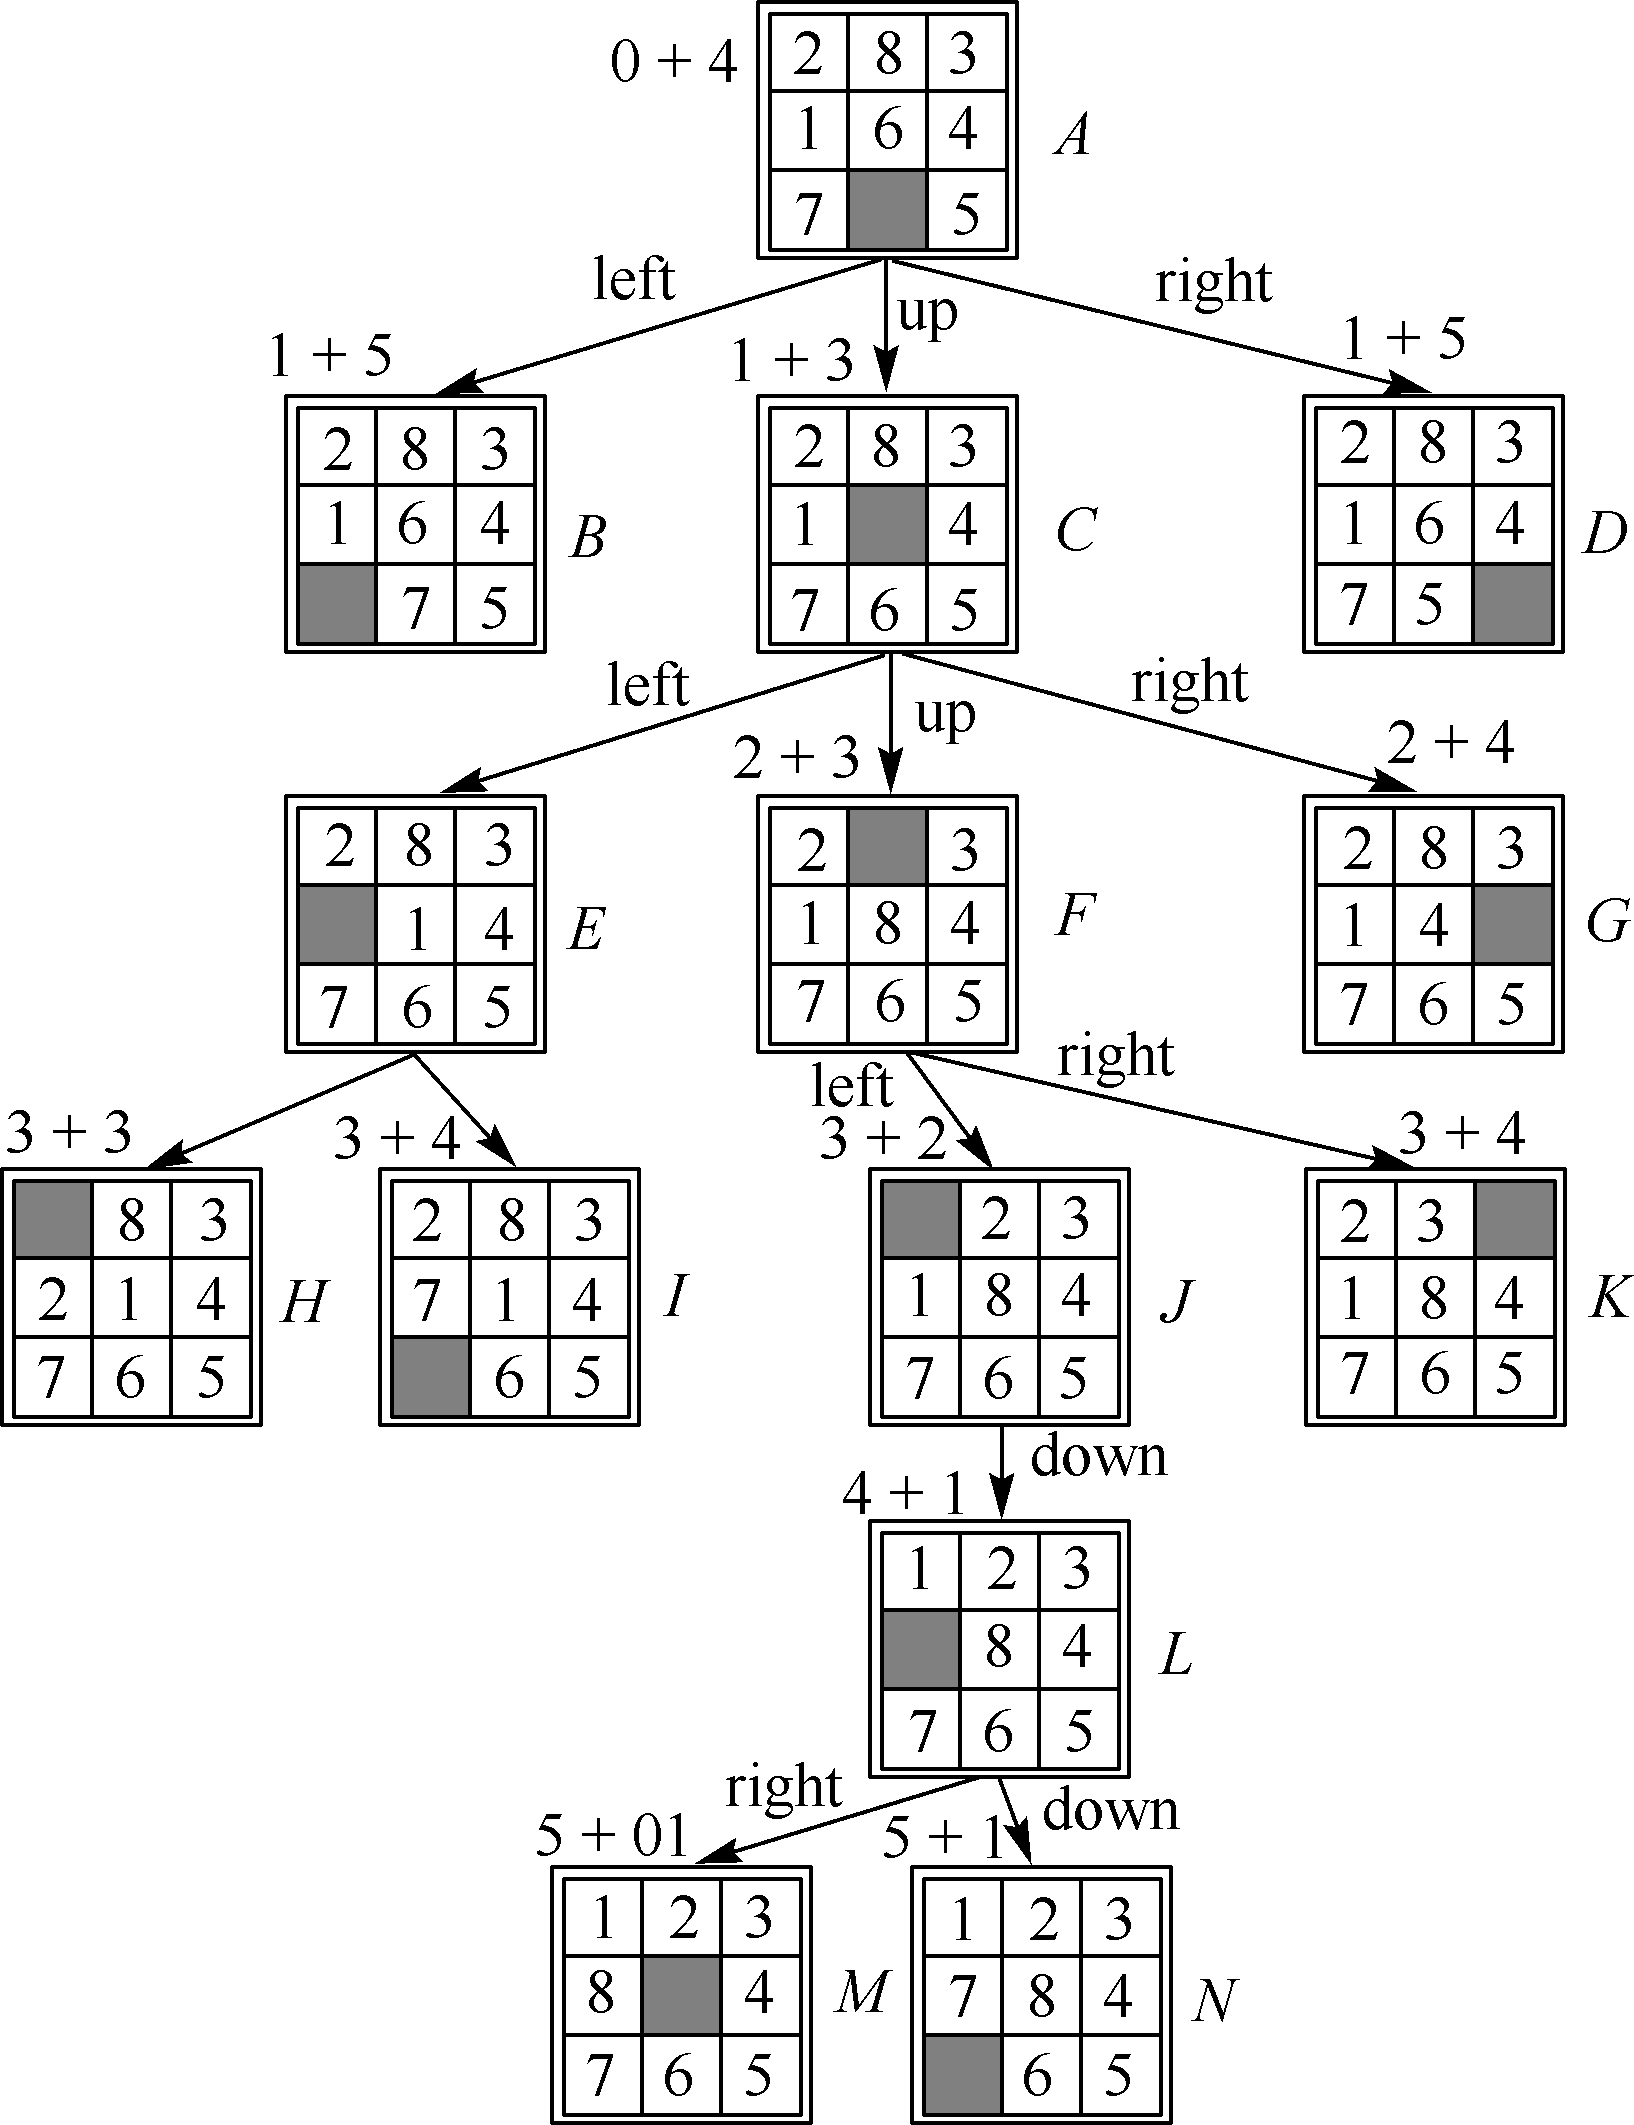 0 + 4
2 8 3
1 6 4
7 5
A
left
up
right
1 + 5
1 + 3
1 + 5
2 8 3
1 6 4
7 5
B
2 8 3
1 4
7 6 5
C
2 8 3
1 6 4
7 5
D
left
up
right
2 + 3
2 + 4
2 8 3
1 4
7 6 5
E
2 3
1 8 4
7 6 5
F
2 8 3
1 4
7 6 5
G
left
right
3 + 3
3 + 4
3 + 2
3 + 4
8 3
2 1 4
7 6 5
H
2 8 3
7 1 4
6 5
I
2 3
1 8 4
7 6 5
J
2 3
1 8 4
7 6 5
K
down
4 + 1
1 2 3
8 4
7 6 5
L
right
down
5 + 01
5 + 1
1 2 3
8 4
7 6 5
M
1 2 3
7 8 4
6 5
N